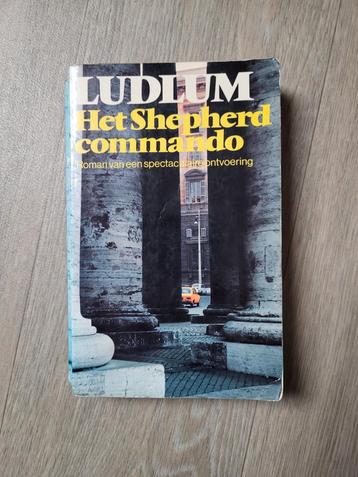 LUDLUM
Het Shepherd
commando
Roman van een spectaculaire ontvoering